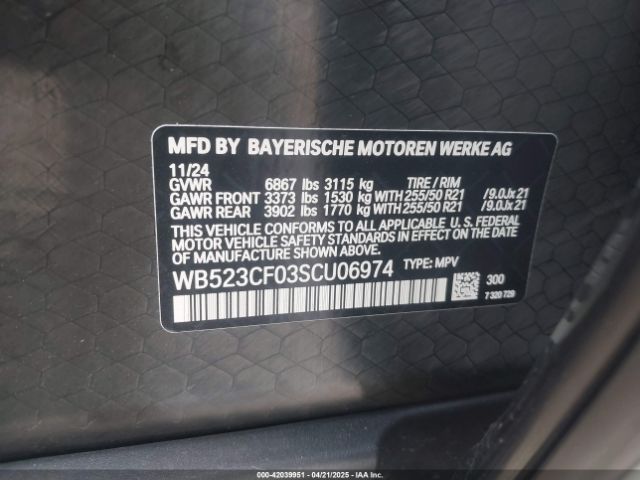 MFD BY BAYERISCHE MOTOREN WERKE AG
11/24
GVWR 6867 lbs 3115 kg TIRE / RIM
GAWR FRONT 3373 lbs 1530 kg WITH 255/50 R21 /9.0Jx21
GAWR REAR 3902 lbs 1770 kg WITH 255/50 R21 /9.0Jx21
THIS VEHICLE CONFORMS TO ALL APPLICABLE U.S. FEDERAL
MOTOR VEHICLE SAFETY STANDARDS IN EFFECT ON THE DATE
OF MANUFACTURE SHOWN ABOVE.
WB523CF03SCU06974 TYPE: MPV
300
7 320 729
000-42039951 04/21/2025 COPYRIGHT IAA, LLC.